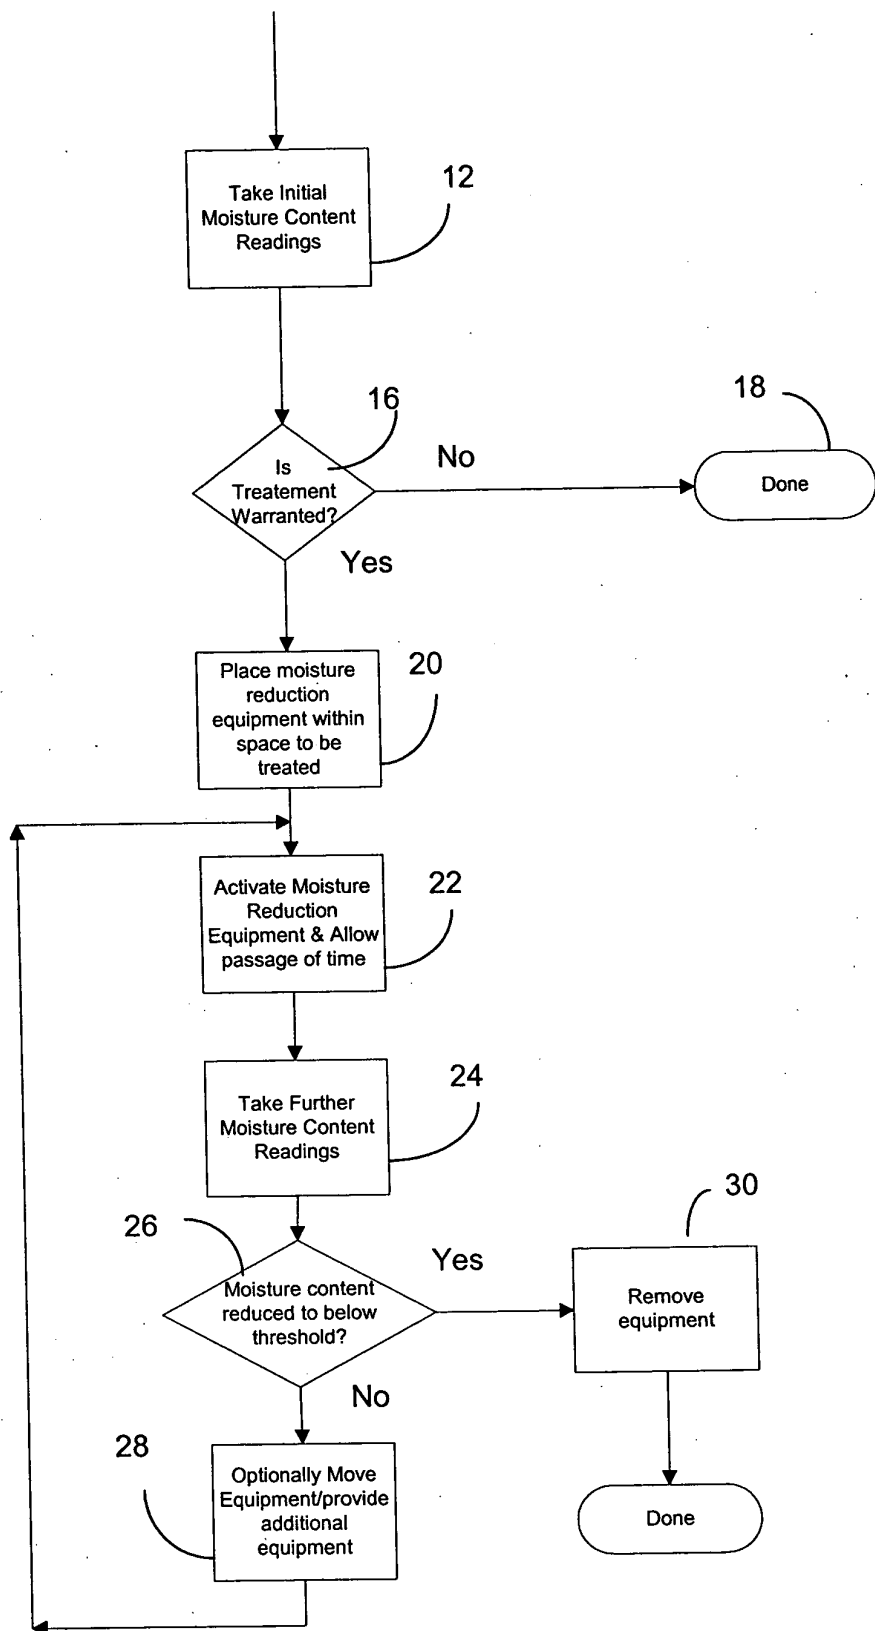 Take Initial
Moisture Content
Readings
12
16
Is
Treatement
Warranted?
No
18
Done
Yes
Place moisture
reduction
equipment within
space to be
treated
20
Activate Moisture
Reduction
Equipment & Allow
passage of time
22
Take Further
Moisture Content
Readings
24
26
Moisture content
reduced to below
threshold?
Yes
30
Remove
equipment
No
28
Optionally Move
Equipment/provide
additional
equipment
Done